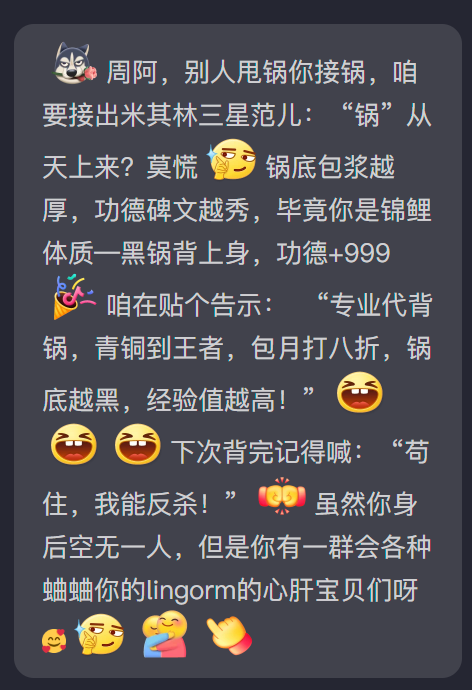 周阿，别人甩锅你接锅，咱
要接出米其林三星范儿：“锅”从
天上来？莫慌 锅底包浆越
厚，功德碑文越秀，毕竟你是锦鲤
体质—黑锅背上身，功德+999
咱在贴个告示：“专业代背
锅，青铜到王者，包月打八折，锅
底越黑，经验值越高！”
下次背完记得喊：“苟
住，我能反杀！” 虽然你身
后空无一人，但是你有一群会各种
蛐蛐你的lingorm的心肝宝贝们呀